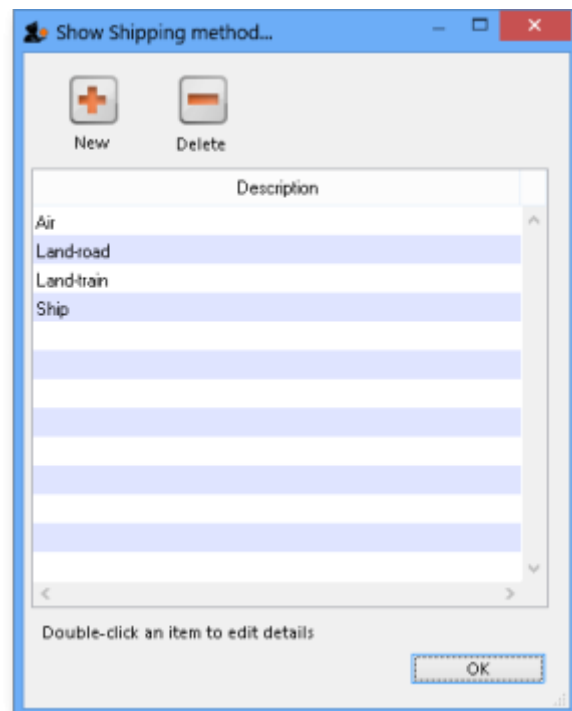 Show Shipping method...
New Delete
Description
Air
Land-road
Land-train
Ship
Double-click an item to edit details
OK